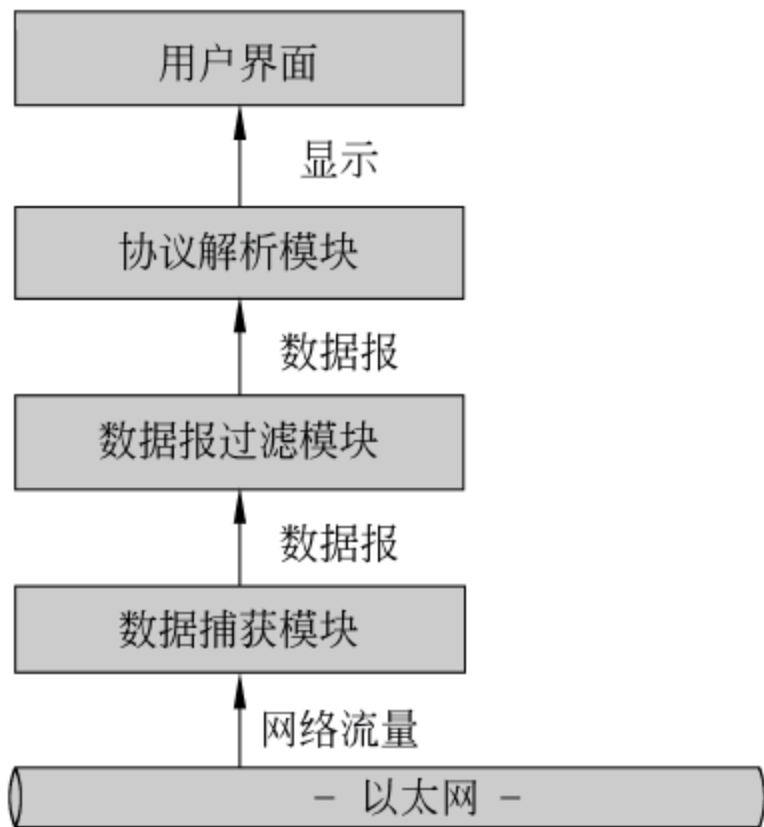 用户界面
显示
协议解析模块
数据报
数据报过滤模块
数据报
数据捕获模块
网络流量
- 以太网 -